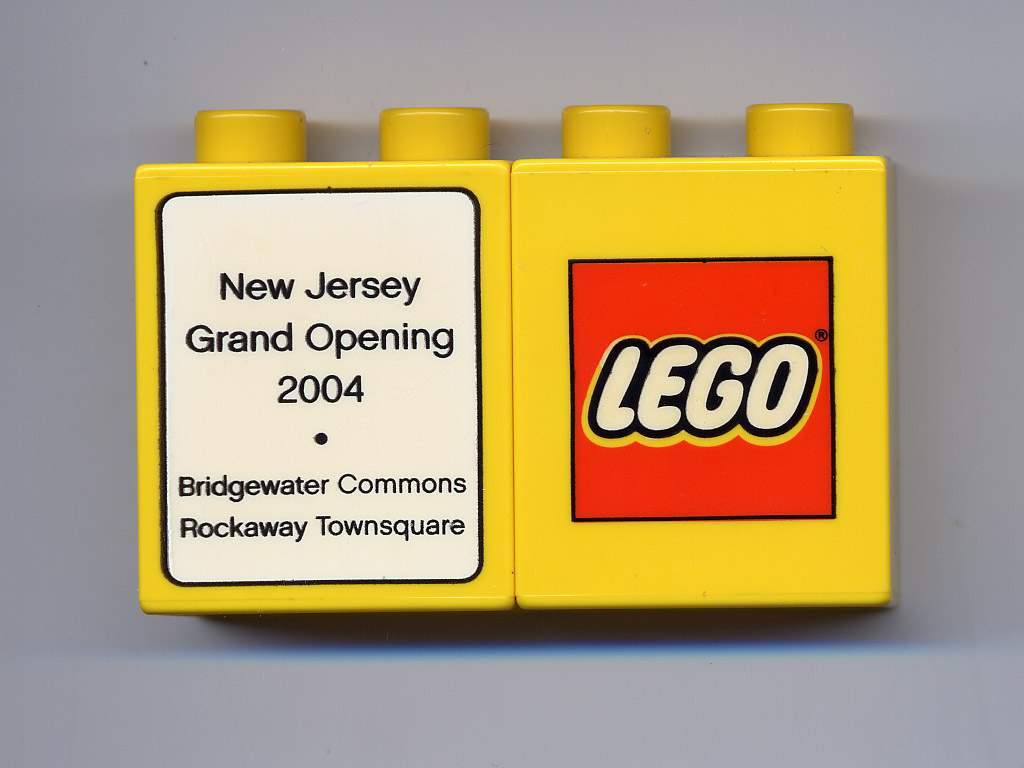 New Jersey
Grand Opening
2004
•
Bridgewater Commons
Rockaway Townsquare
LEGO®